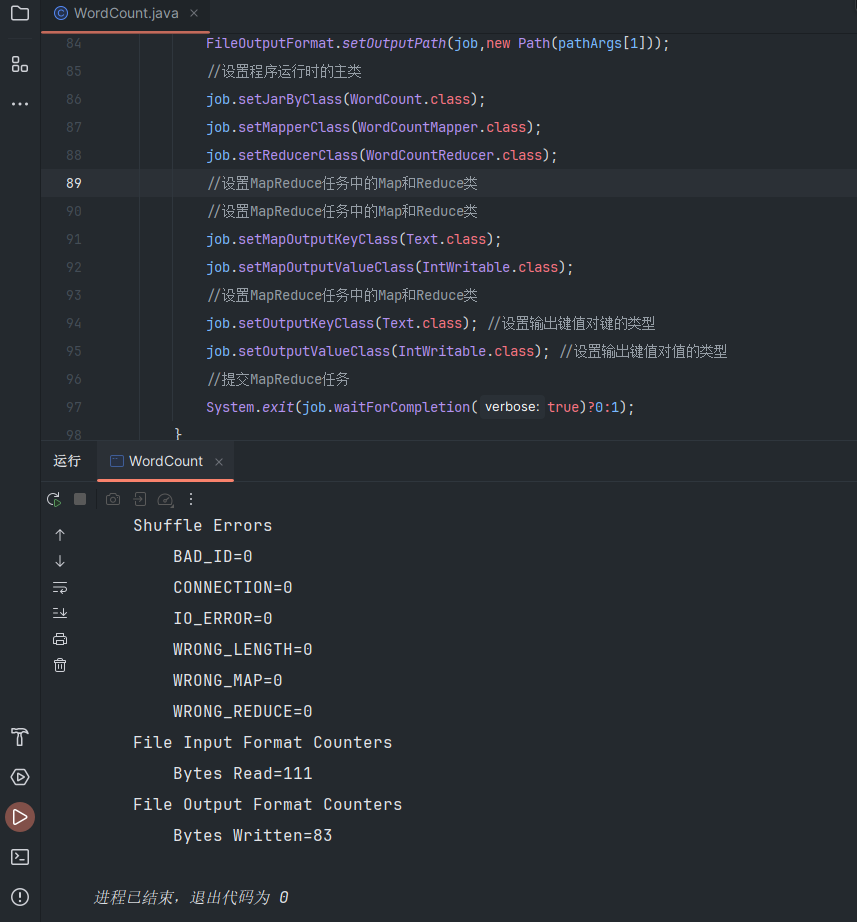 WordCount.java
84 FileOutputFormat.setOutputPath(job,new Path(pathArgs[1]));
85 //设置程序运行时的主类
86 job.setJarByClass(WordCount.class);
87 job.setMapperClass(WordCountMapper.class);
88 job.setReducerClass(WordCountReducer.class);
89 //设置MapReduce任务中的Map和Reduce类
90 //设置MapReduce任务中的Map和Reduce类
91 job.setMapOutputKeyClass(Text.class);
92 job.setMapOutputValueClass(IntWritable.class);
93 //设置MapReduce任务中的Map和Reduce类
94 job.setOutputKeyClass(Text.class); //设置输出键值对键的类型
95 job.setOutputValueClass(IntWritable.class); //设置输出键值对值的类型
96 //提交MapReduce任务
97 System.exit(job.waitForCompletion( verbose: true)?0:1);
98 }
运行 WordCount
Shuffle Errors
BAD_ID=0
CONNECTION=0
IO_ERROR=0
WRONG_LENGTH=0
WRONG_MAP=0
WRONG_REDUCE=0
File Input Format Counters
Bytes Read=111
File Output Format Counters
Bytes Written=83
进程已结束，退出代码为 0